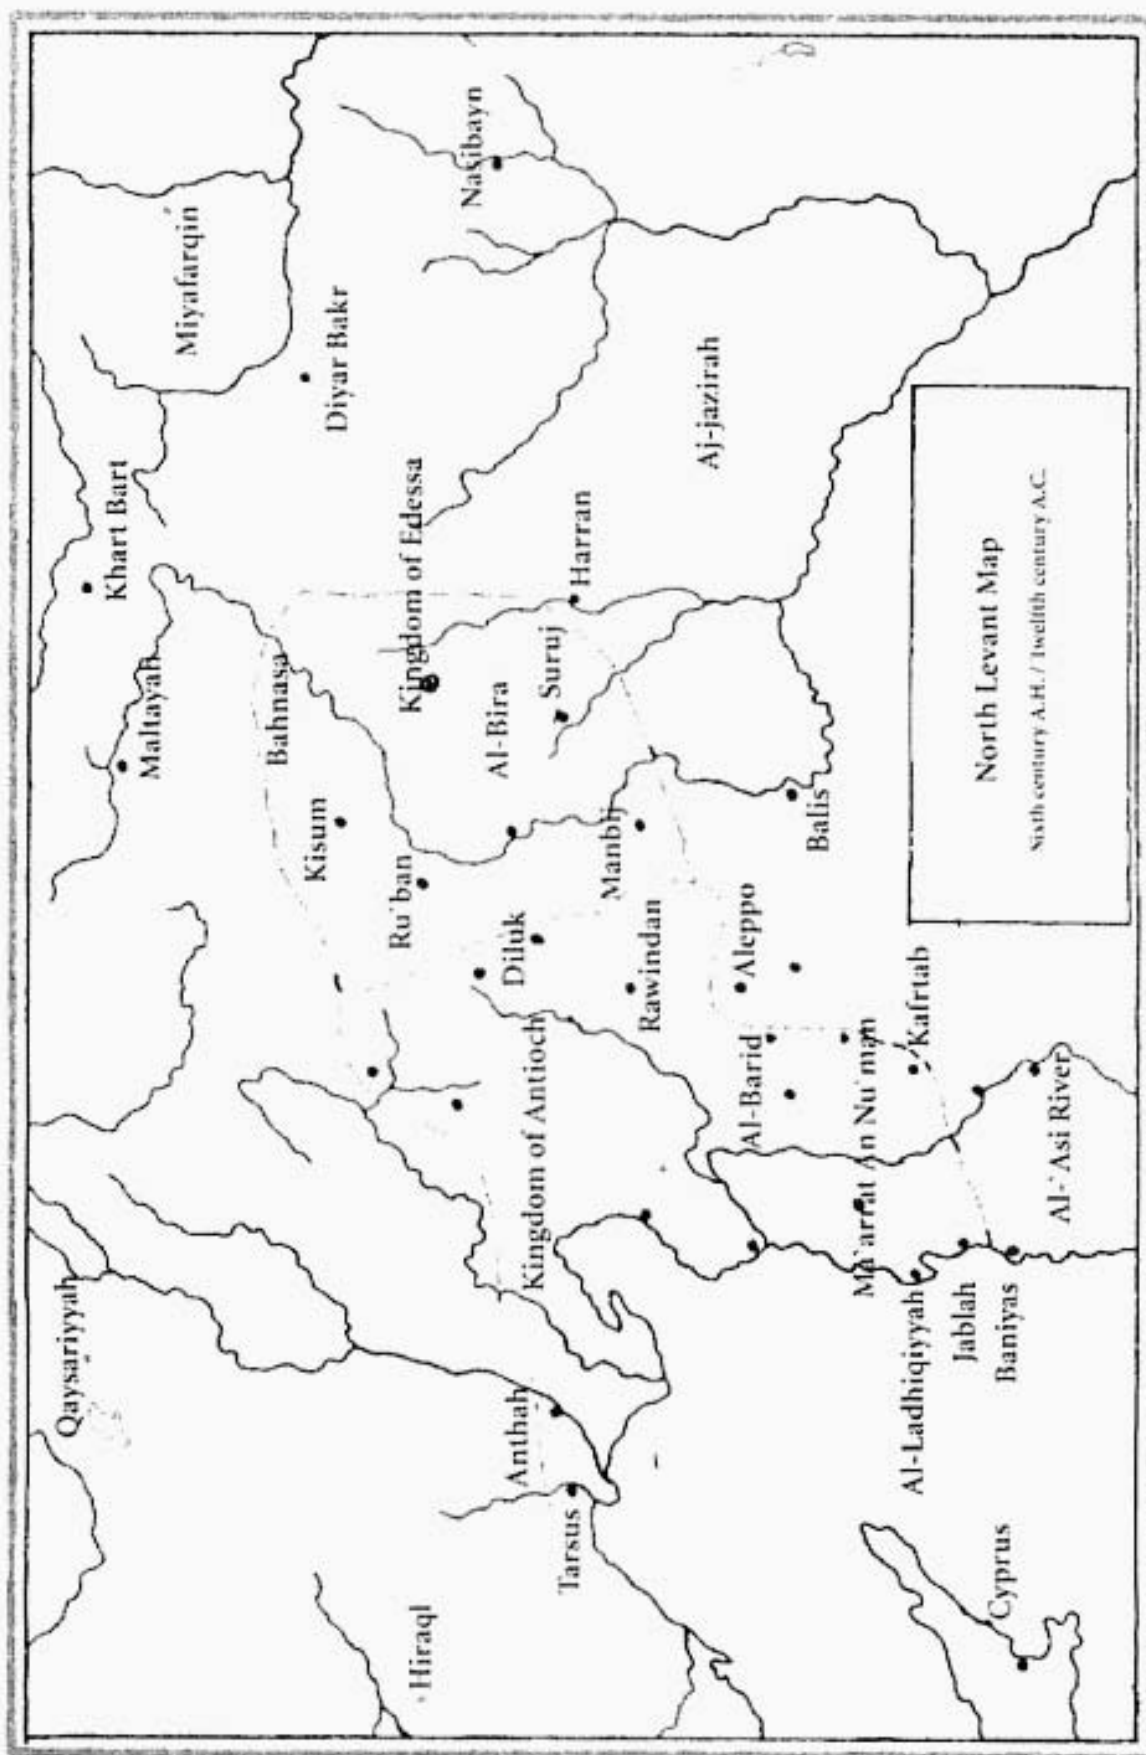 Qaysariyyah
Maltayah
Khart Bart
Miyafarqin
Hiraql
Kisum
Bahnasa
Diyar Bakr
Ru`ban
Kingdom of Edessa
Nasibayn
Tarsus
Anthah
Kingdom of Antioch
Diluk
Al-Bira
Suruj
Harran
Rawindan
Manbij
Aj-jazirah
Al-Barid
Aleppo
Balis
Ma`arrat An Nu`man
Kafrtab
Al-Ladhiqiyyah
Jablah
Baniyas
Al-`Asi River
Cyprus
North Levant Map
Sixth century A.H. / Twelfth century A.C.